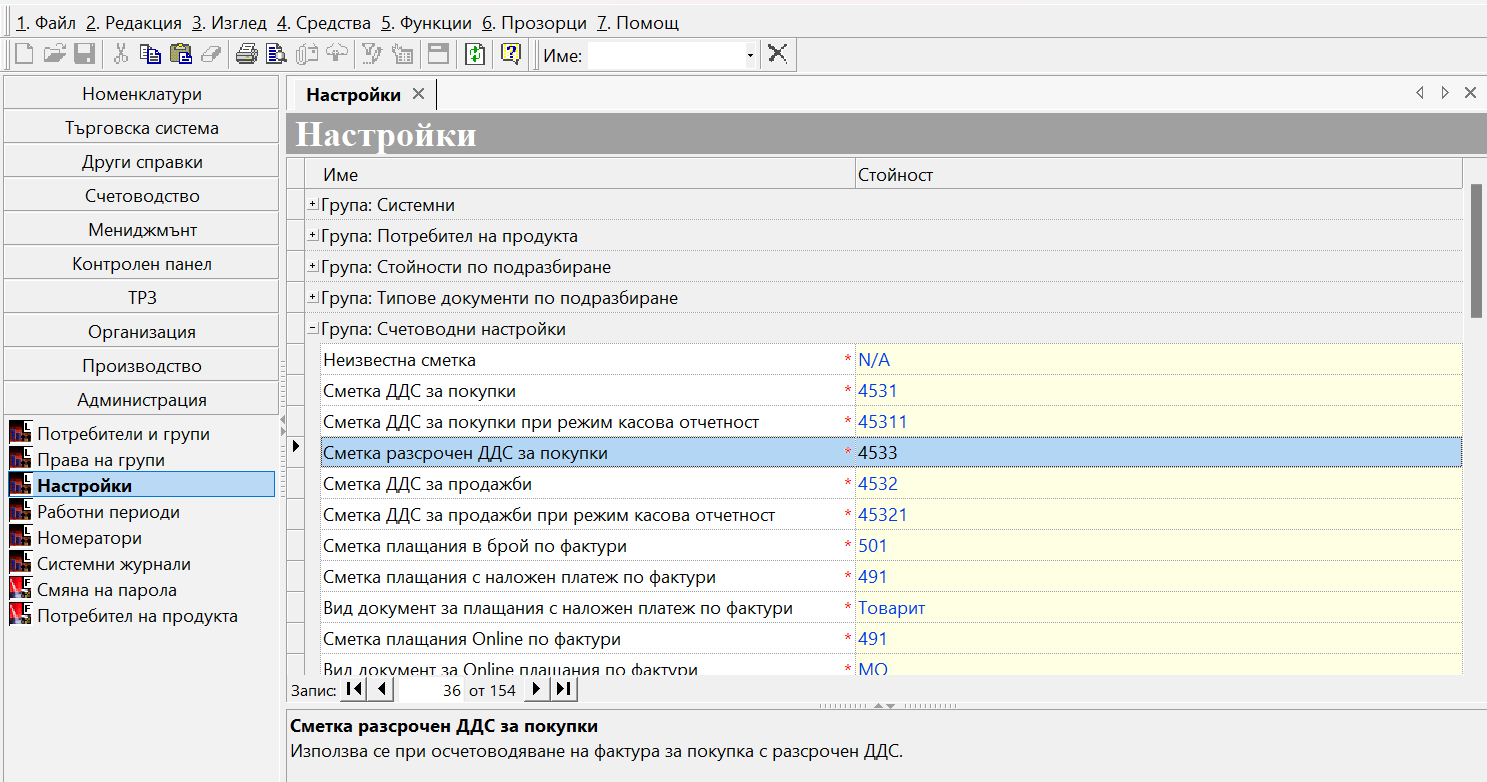 1. Файл 2. Редакция 3. Изглед 4. Средства 5. Функции 6. Прозорци 7. Помощ
Име:
Номенклатури
Търговска система
Други справки
Счетоводство
Мениджмънт
Контролен панел
ТРЗ
Организация
Производство
Администрация
Потребители и групи
Права на групи
Настройки
Работни периоди
Номератори
Системни журнали
Смяна на парола
Потребител на продукта
Настройки
Настройки
Име Стойност
Група: Системни
Група: Потребител на продукта
Група: Стойности по подразбиране
Група: Типове документи по подразбиране
Група: Счетоводни настройки
Неизвестна сметка * N/A
Сметка ДДС за покупки * 4531
Сметка ДДС за покупки при режим касова отчетност * 45311
Сметка разсрочен ДДС за покупки * 4533
Сметка ДДС за продажби * 4532
Сметка ДДС за продажби при режим касова отчетност * 45321
Сметка плащания в брой по фактури * 501
Сметка плащания с наложен платеж по фактури * 491
Вид документ за плащания с наложен платеж по фактури * Товарит
Сметка плащания Online по фактури * 491
Вид документ за Online плащания по фактури * МО
Запис: 36 от 154
Сметка разсрочен ДДС за покупки
Използва се при осчетоводяване на фактура за покупка с разсрочен ДДС.